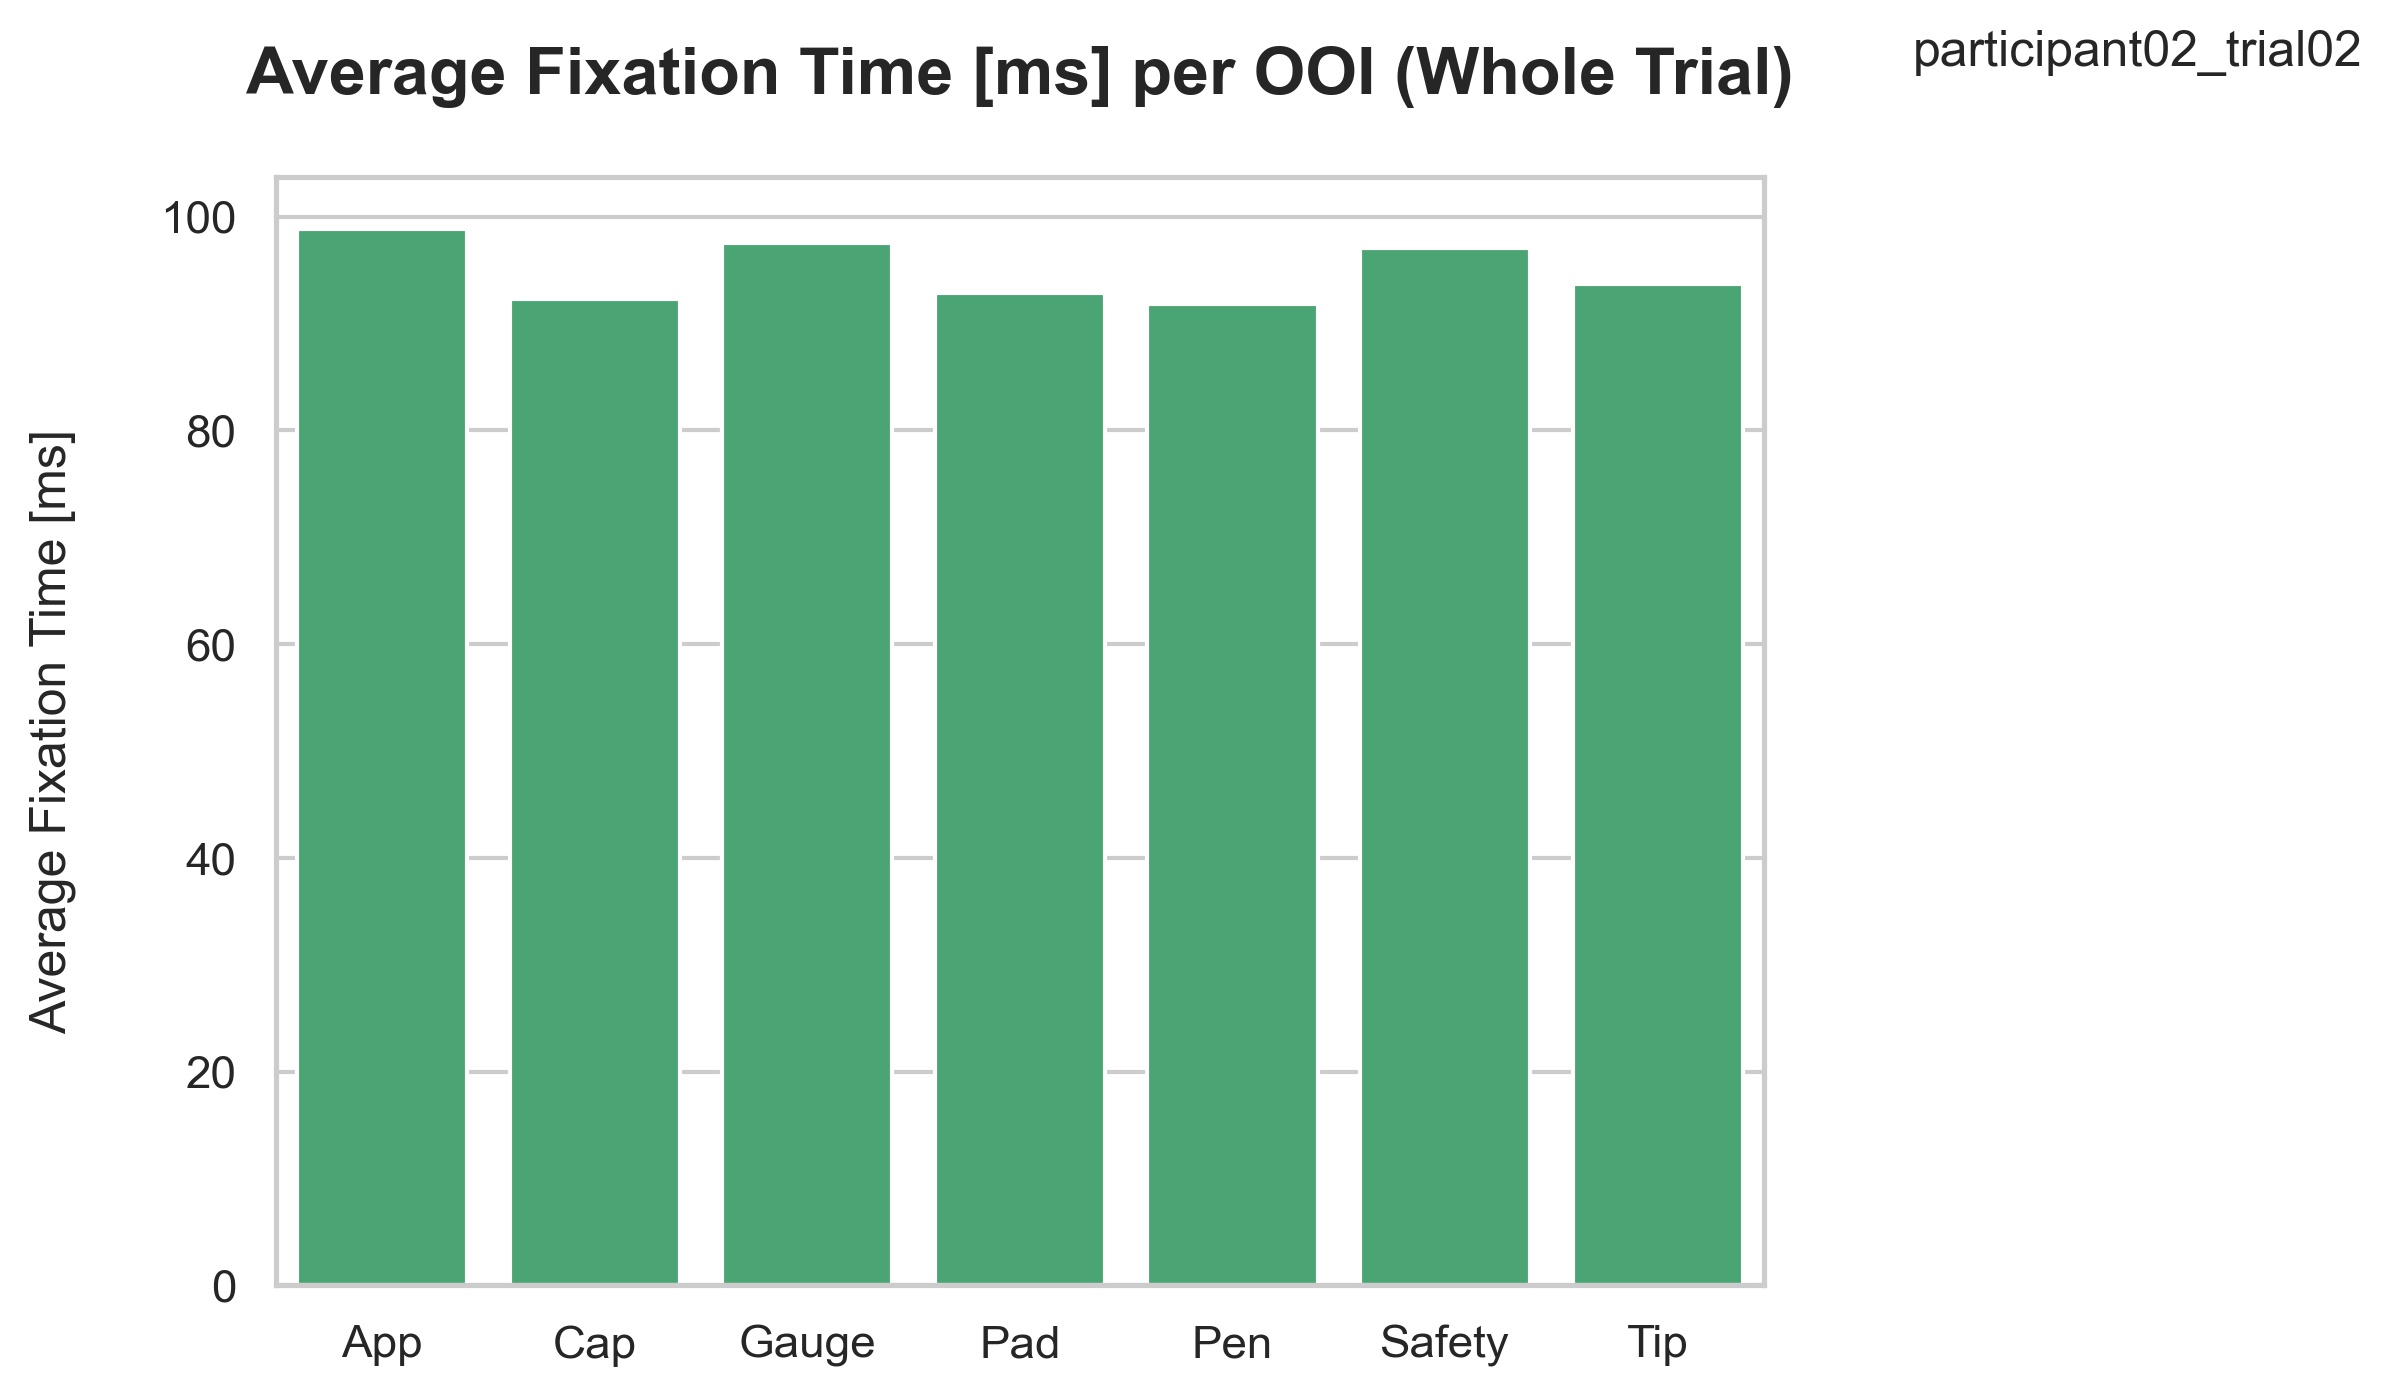 participant02_trial02
Average Fixation Time [ms] per OOI (Whole Trial)
Average Fixation Time [ms]
100
80
60
40
20
0
App Cap Gauge Pad Pen Safety Tip